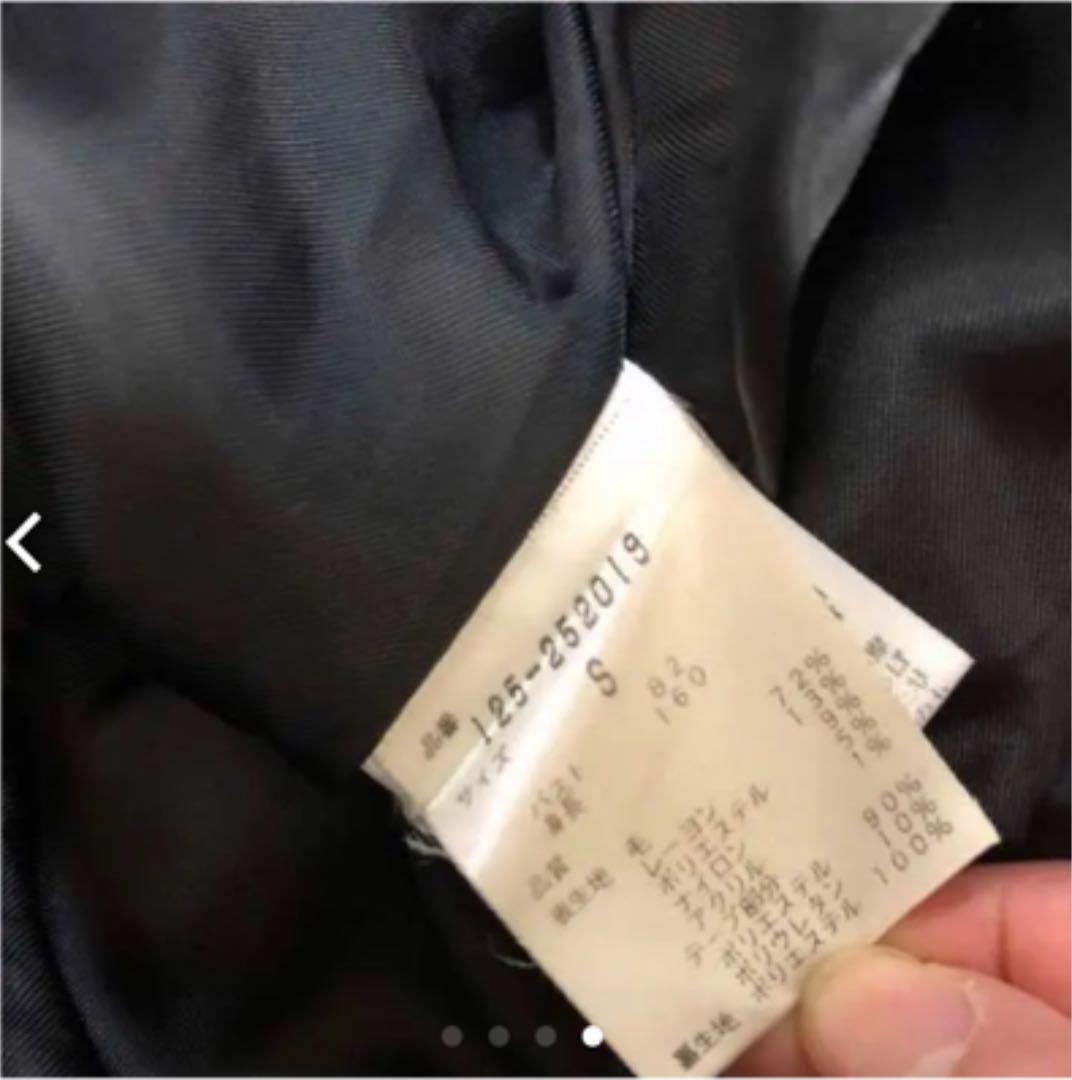 品番 125-252019
サイズ S
バスト 82
身長 160
品質
表生地 毛 72%
レーヨン 13%
ポリエステル 9%
ナイロン 5%
アクリル 1%
テープ部分
ポリエステル 90%
ポリウレタン 10%
裏生地 ポリエステル 100%